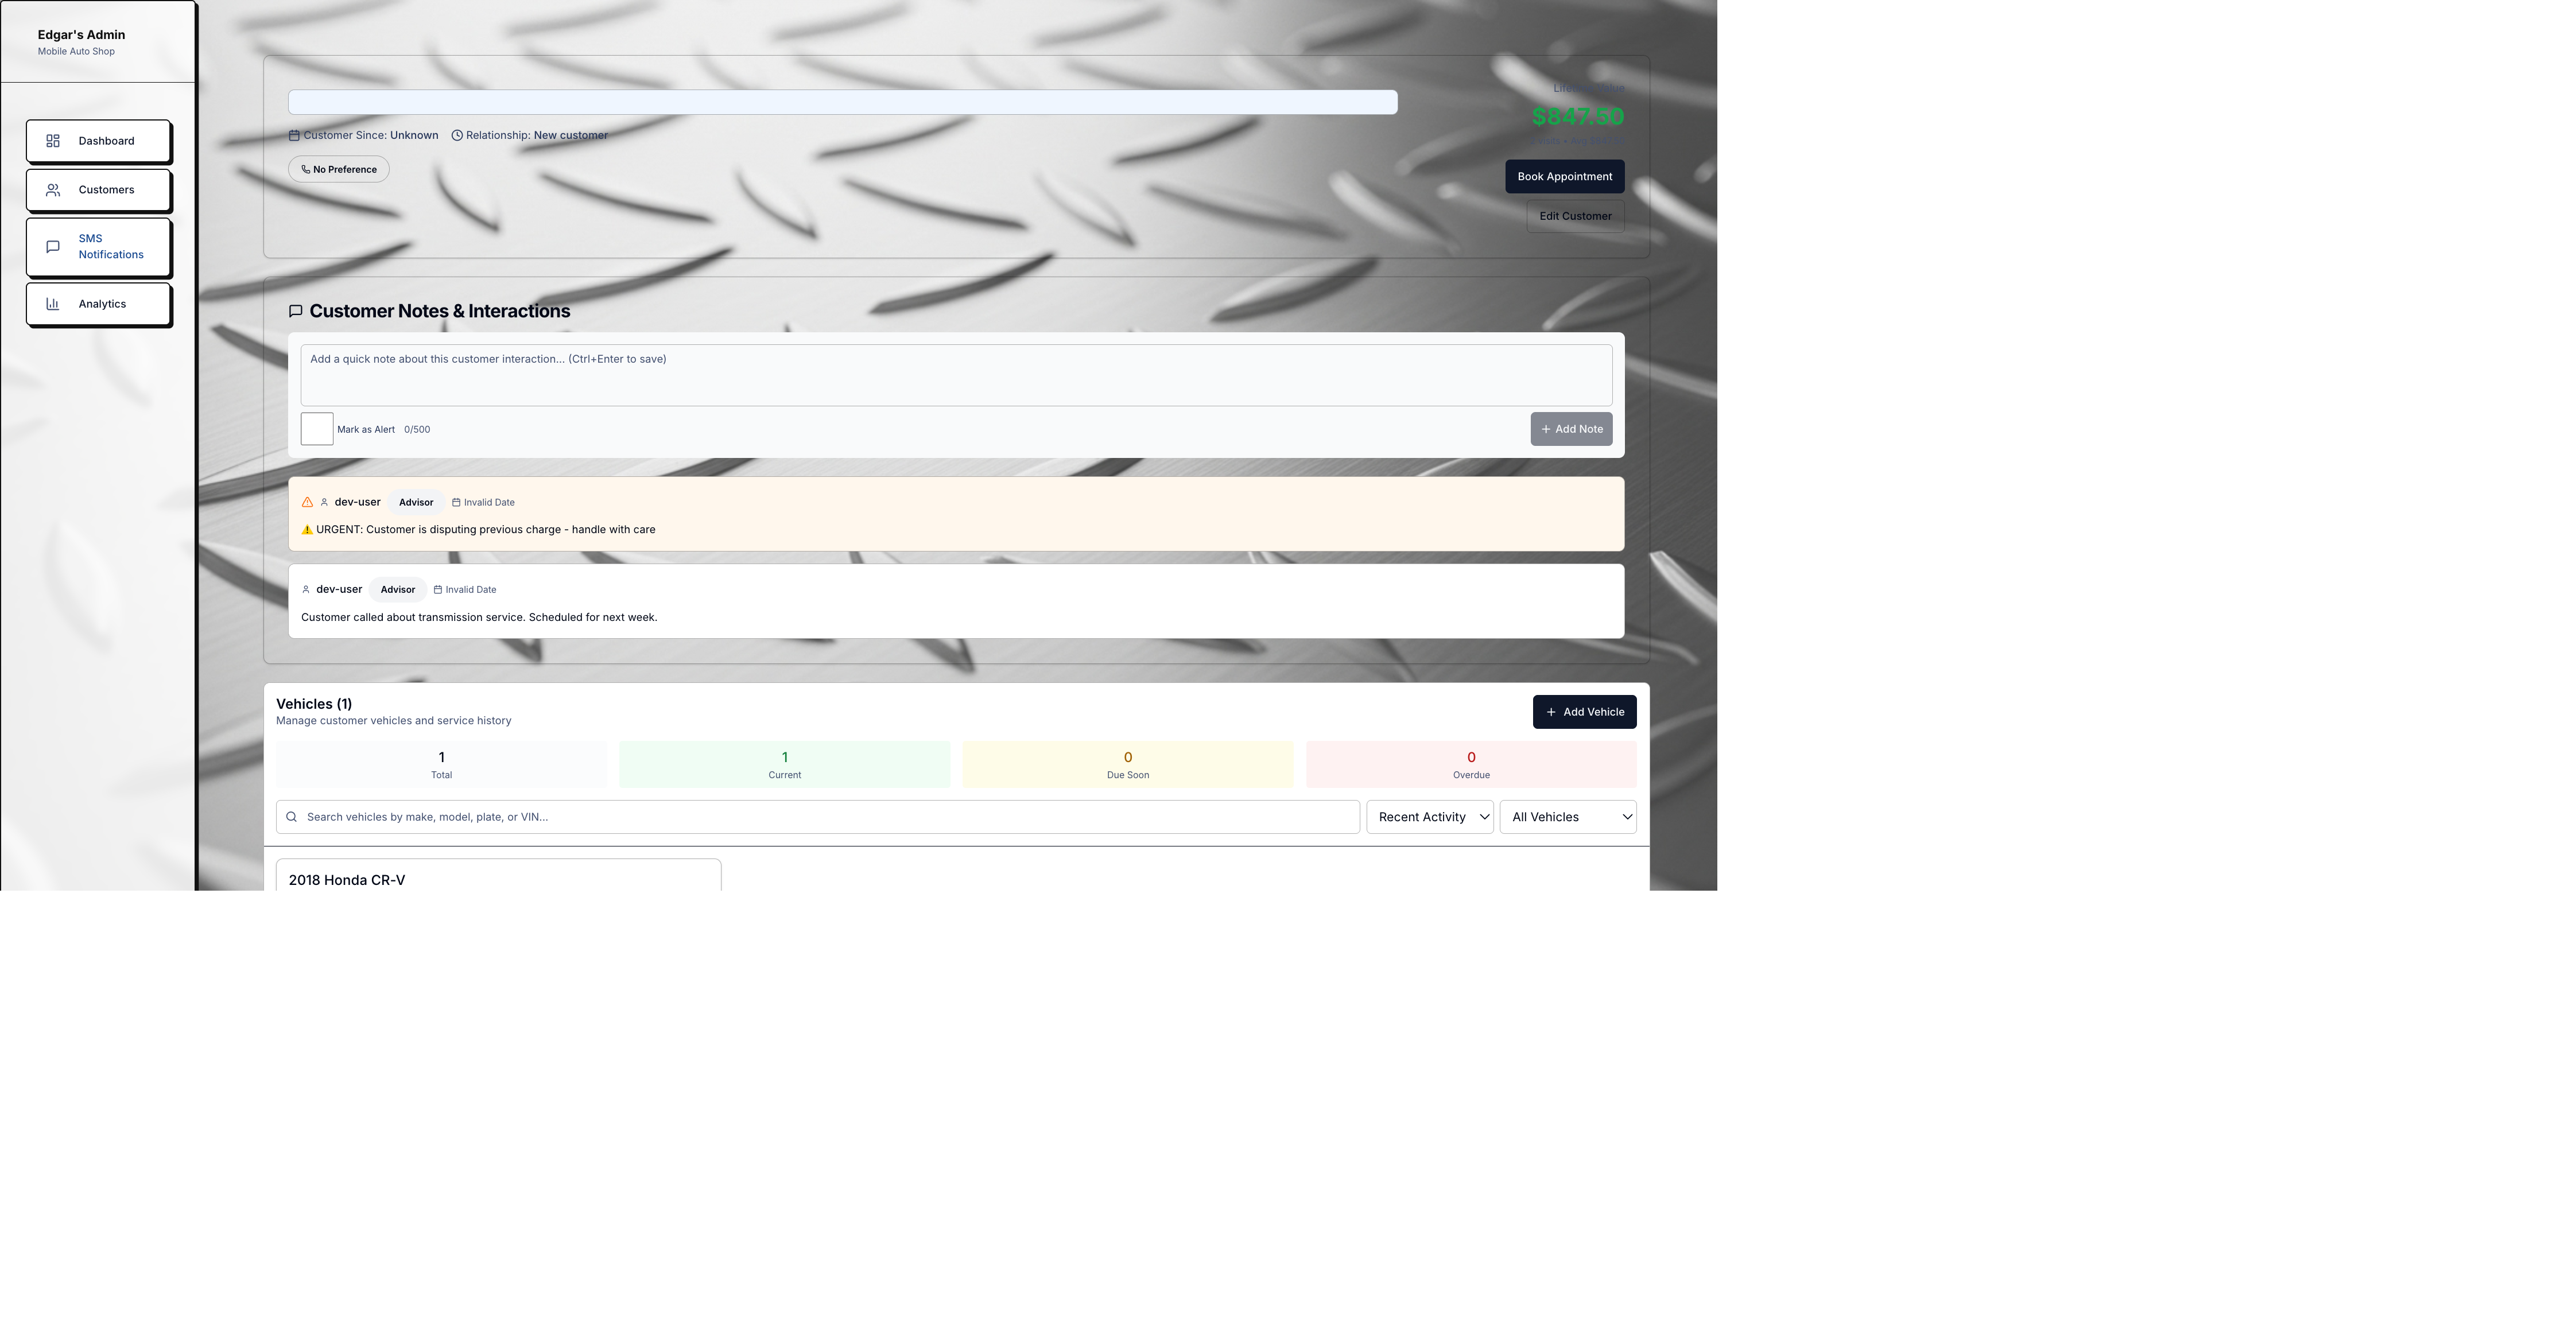 Edgar's Admin
Mobile Auto Shop
Dashboard
Customers
SMS
Notifications
Analytics
Customer Since: Unknown
Relationship: New customer
No Preference
$847.50
Book Appointment
Edit Customer
Customer Notes & Interactions
Add a quick note about this customer interaction... (Ctrl+Enter to save)
Mark as Alert
0/500
Add Note
dev-user
Advisor
Invalid Date
URGENT: Customer is disputing previous charge - handle with care
dev-user
Advisor
Invalid Date
Customer called about transmission service. Scheduled for next week.
Vehicles (1)
Manage customer vehicles and service history
Add Vehicle
1
Total
1
Current
0
Due Soon
0
Overdue
Search vehicles by make, model, plate, or VIN...
Recent Activity
All Vehicles
2018 Honda CR-V